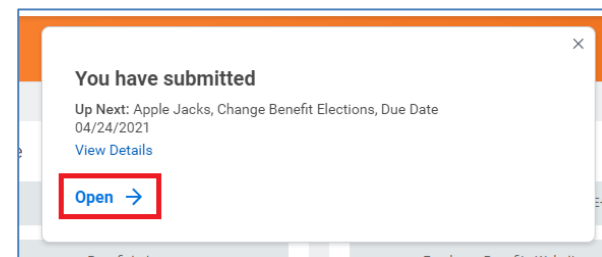 You have submitted
Up Next: Apple Jacks, Change Benefit Elections, Due Date
04/24/2021
View Details
Open